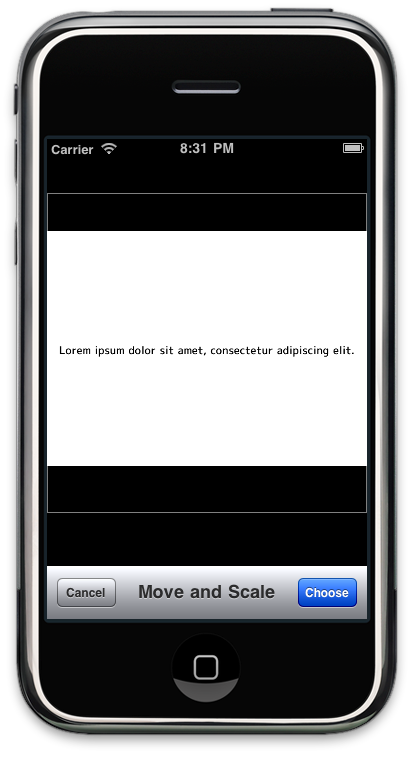 Carrier 8:31 PM
Lorem ipsum dolor sit amet, consectetur adipiscing elit.
Cancel Move and Scale Choose